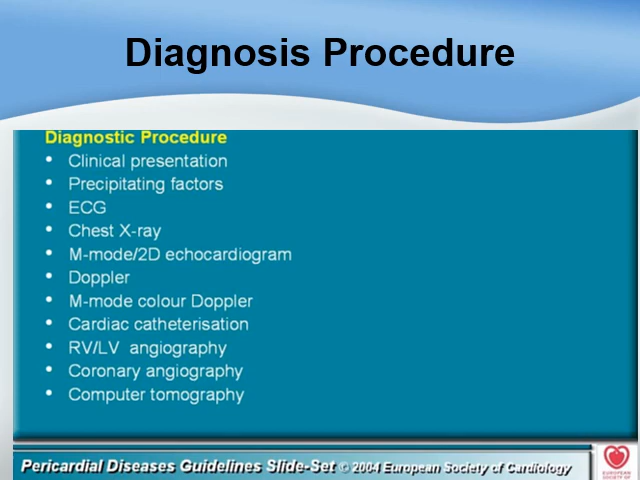 Diagnosis Procedure
Diagnostic Procedure
• Clinical presentation
• Precipitating factors
• ECG
• Chest X-ray
• M-mode/2D echocardiogram
• Doppler
• M-mode colour Doppler
• Cardiac catheterisation
• RV/LV angiography
• Coronary angiography
• Computer tomography
Pericardial Diseases Guidelines Slide-Set © 2004 European Society of Cardiology
EUROPEAN
SOCIETY OF